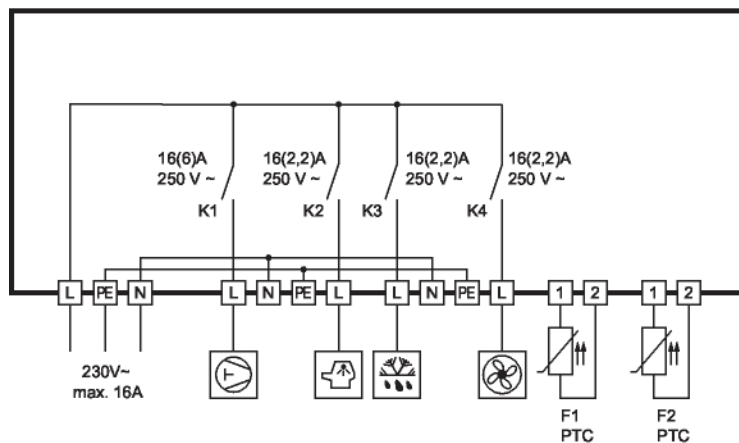 16(6)A 16(2,2)A 16(2,2)A 16(2,2)A
250 V ~ 250 V ~ 250 V ~ 250 V ~
K1 K2 K3 K4
L PE N L N PE L L N PE L 1 2 1 2
230V~
max. 16A
F1 F2
PTC PTC